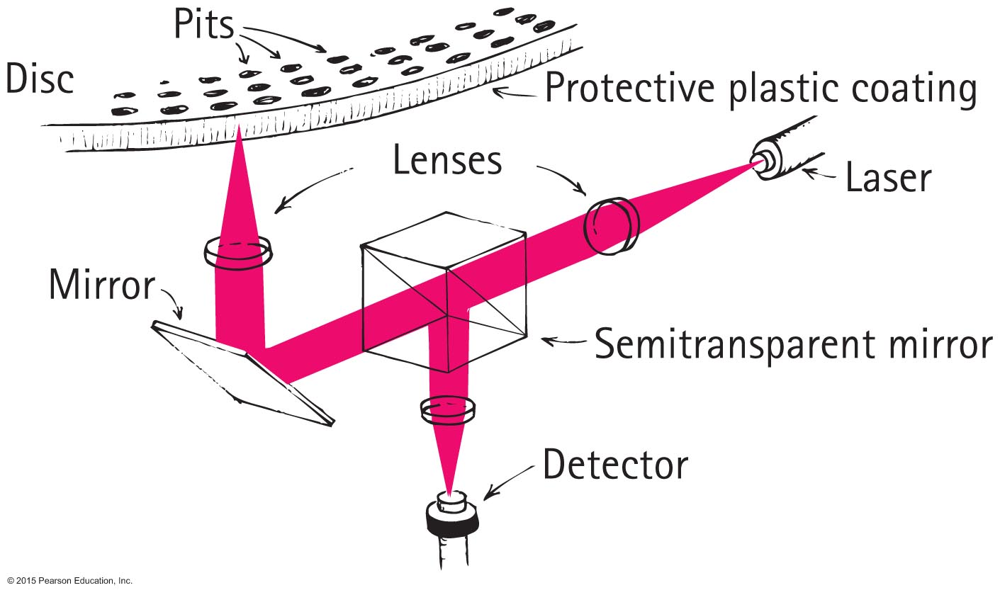 Pits
Disc
Protective plastic coating
Lenses
Laser
Mirror
Semitransparent mirror
Detector
© 2015 Pearson Education, Inc.